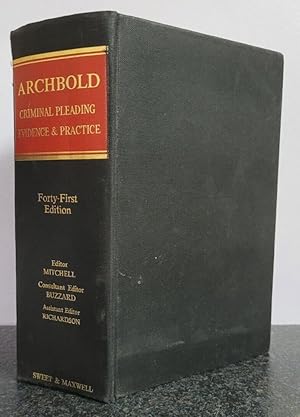 ARCHBOLD
CRIMINAL PLEADING
EVIDENCE & PRACTICE
Forty-First
Edition
Editor
MITCHELL
Consultant Editor
BUZZARD
Assistant Editor
RICHARDSON
SWEET & MAXWELL